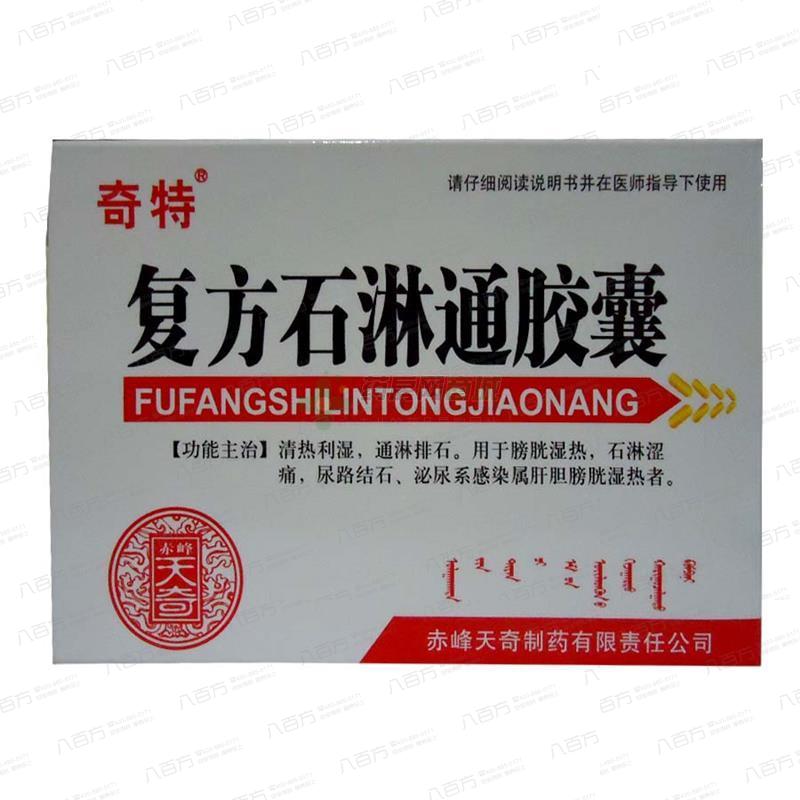 奇特®
请仔细阅读说明书并在医师指导下使用
复方石淋通胶囊
FUFANGSHILINTONGJIAONANG
【功能主治】清热利湿，通淋排石。用于膀胱湿热，石淋涩
痛，尿路结石、泌尿系感染属肝胆膀胱湿热者。
赤峰
天奇
赤峰天奇制药有限责任公司
八百方